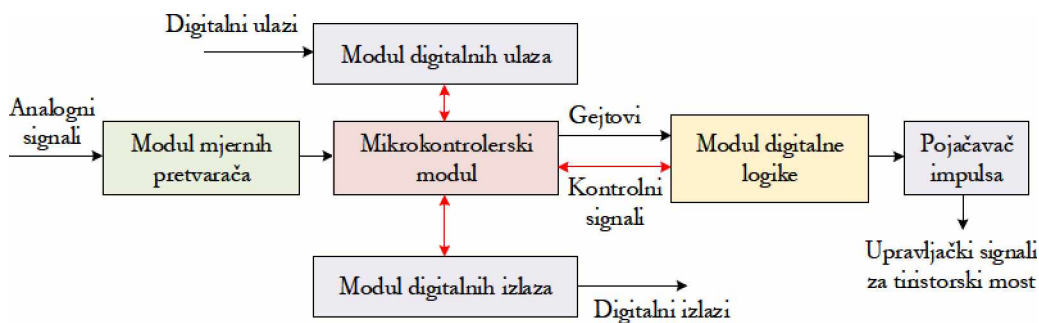 Digitalni ulazi
Modul digitalnih ulaza
Analogni
signali
Modul mjernih
pretvarača
Mikrokontrolerski
modul
Gejtovi
Kontrolni
signali
Modul digitalne
logike
Pojačavač
impulsa
Upravljački signali
za tiristorski most
Modul digitalnih izlaza
Digitalni izlazi